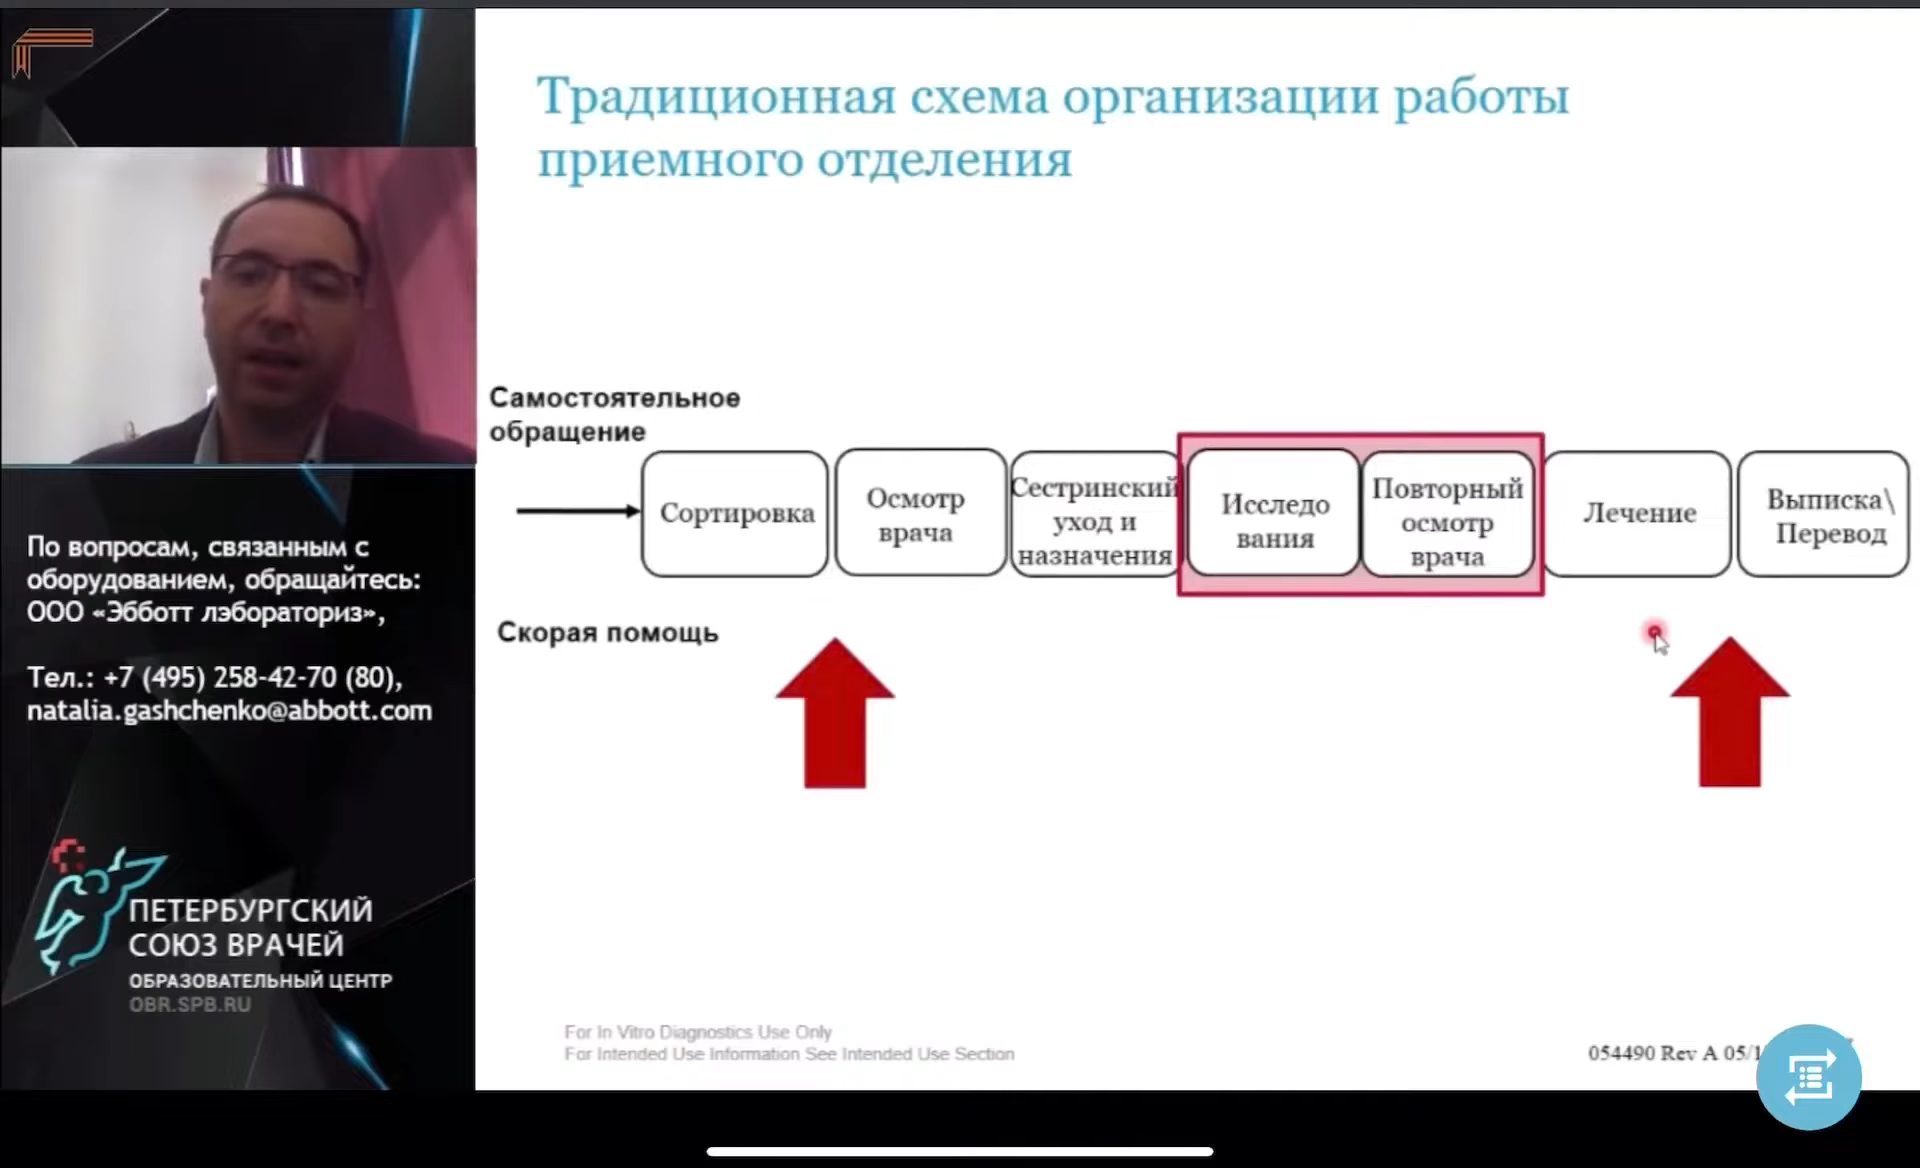 Традиционная схема организации работы
приемного отделения
Самостоятельное
обращение
Сортировка
Осмотр
врача
Сестринский
уход и
назначения
Исследо
вания
Повторный
осмотр
врача
Лечение
Выписка\
Перевод
Скорая помощь
По вопросам, связанным с
оборудованием, обращайтесь:
ООО «Эбботт лэбораториз»,
Тел.: +7 (495) 258-42-70 (80),
natalia.gashchenko@abbott.com
ПЕТЕРБУРГСКИЙ
СОЮЗ ВРАЧЕЙ
ОБРАЗОВАТЕЛЬНЫЙ ЦЕНТР
OBR.SPB.RU
For In Vitro Diagnostics Use Only
For Intended Use Information See Intended Use Section
054490 Rev A